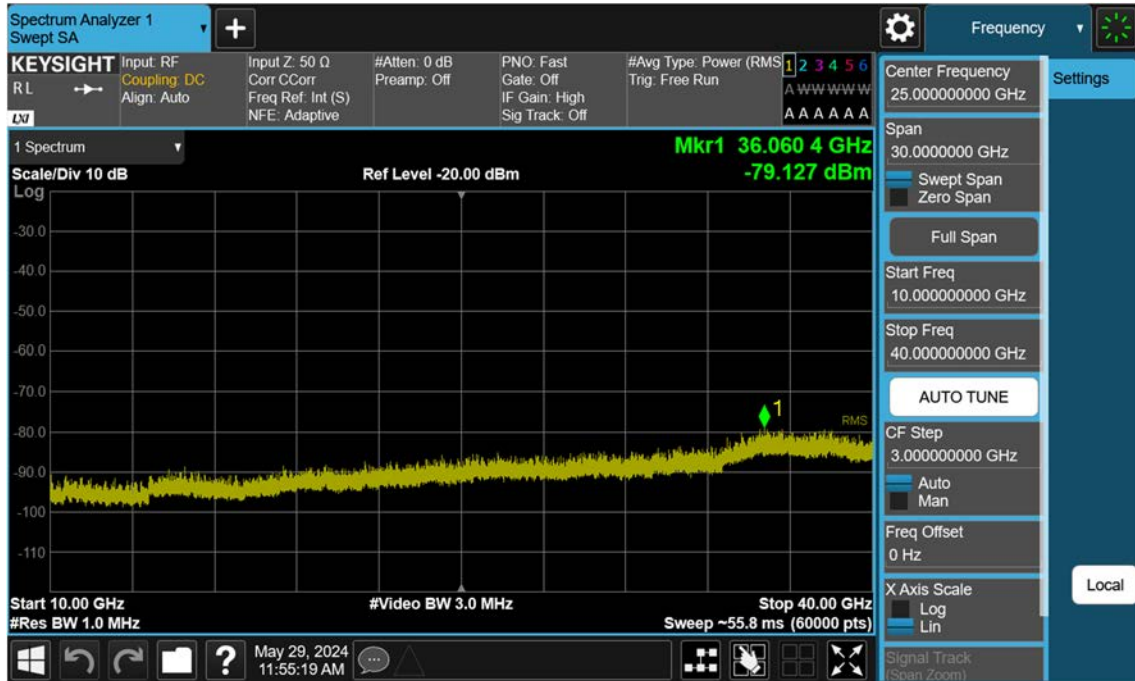 Spectrum Analyzer 1
Swept SA
Frequency
KEYSIGHT
RL
LXI
Input: RF
Coupling: DC
Align: Auto
Input Z: 50 Ω
Corr CCorr
Freq Ref: Int (S)
NFE: Adaptive
#Atten: 0 dB
Preamp: Off
PNO: Fast
Gate: Off
IF Gain: High
Sig Track: Off
#Avg Type: Power (RMS
Trig: Free Run
1 2 3 4 5 6
A W W W W W
A A A A A A
1 Spectrum
Mkr1 36.060 4 GHz
Scale/Div 10 dB
Ref Level -20.00 dBm
-79.127 dBm
Log
-30.0
-40.0
-50.0
-60.0
-70.0
-80.0
-90.0
-100
-110
1
RMS
Start 10.00 GHz
#Video BW 3.0 MHz
Stop 40.00 GHz
#Res BW 1.0 MHz
Sweep ~55.8 ms (60000 pts)
May 29, 2024
11:55:19 AM
Center Frequency
25.000000000 GHz
Settings
Span
30.0000000 GHz
Swept Span
Zero Span
Full Span
Start Freq
10.000000000 GHz
Stop Freq
40.000000000 GHz
AUTO TUNE
CF Step
3.000000000 GHz
Auto
Man
Freq Offset
0 Hz
X Axis Scale
Log
Lin
Local
Signal Track
(Span Zoom)